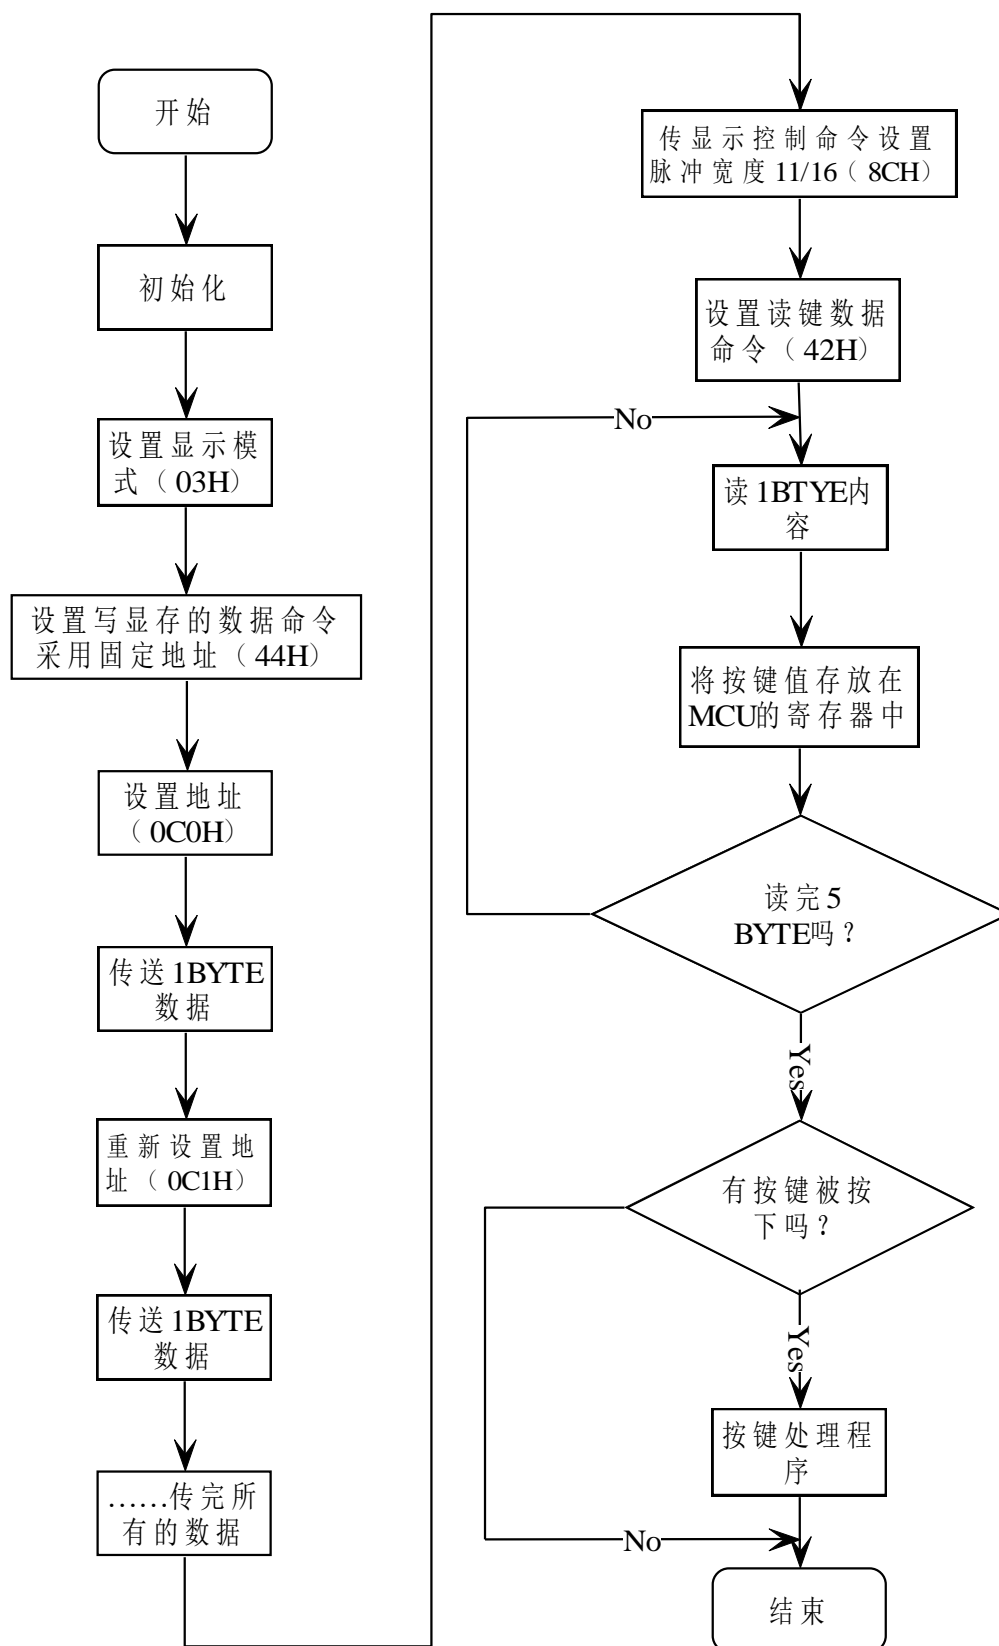 开始
初始化
设置显示模
式（03H）
设置写显存的数据命令
采用固定地址（44H）
设置地址
（0C0H）
传送1BYTE
数据
重新设置地
址（0C1H）
传送1BYTE
数据
……传完所
有的数据
传显示控制命令设置
脉冲宽度11/16（8CH）
设置读键数据
命令（42H）
No
读1BTYE内
容
将按键值存放在
MCU的寄存器中
读完5
BYTE吗？
Yes
有按键被按
下吗？
Yes
按键处理程
序
No
结束